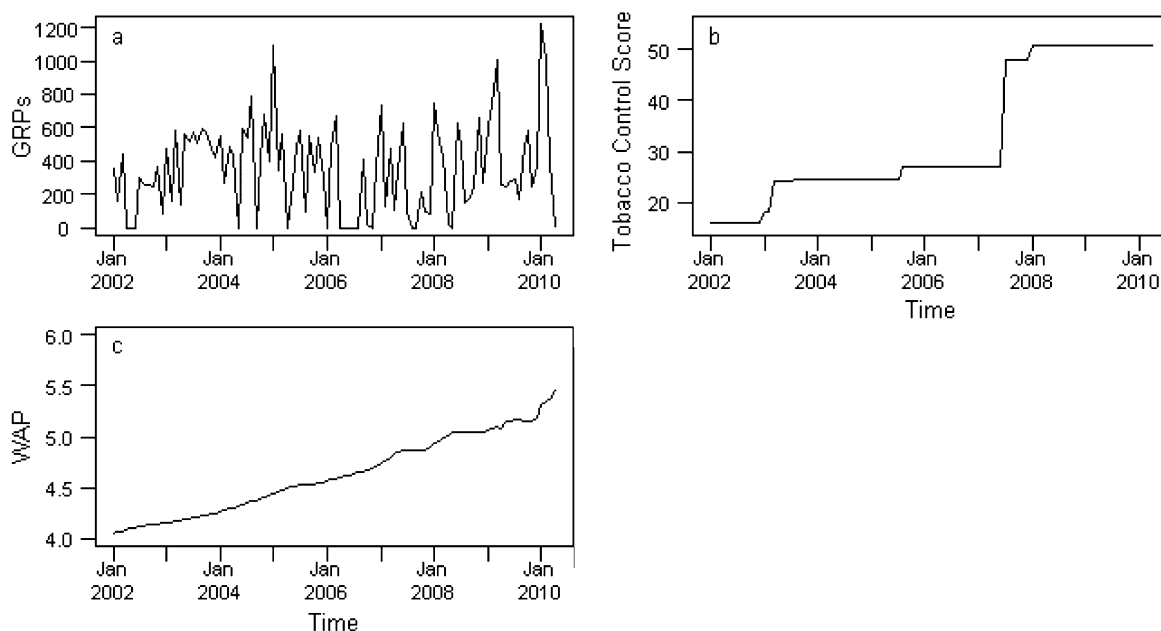 a
GRPs
1200
1000
800
600
400
200
0
Jan Jan Jan Jan Jan
2002 2004 2006 2008 2010
b
Tobacco Control Score
50
40
30
20
Jan Jan Jan Jan Jan
2002 2004 2006 2008 2010
Time
c
WAP
6.0
5.5
5.0
4.5
4.0
Jan Jan Jan Jan Jan
2002 2004 2006 2008 2010
Time